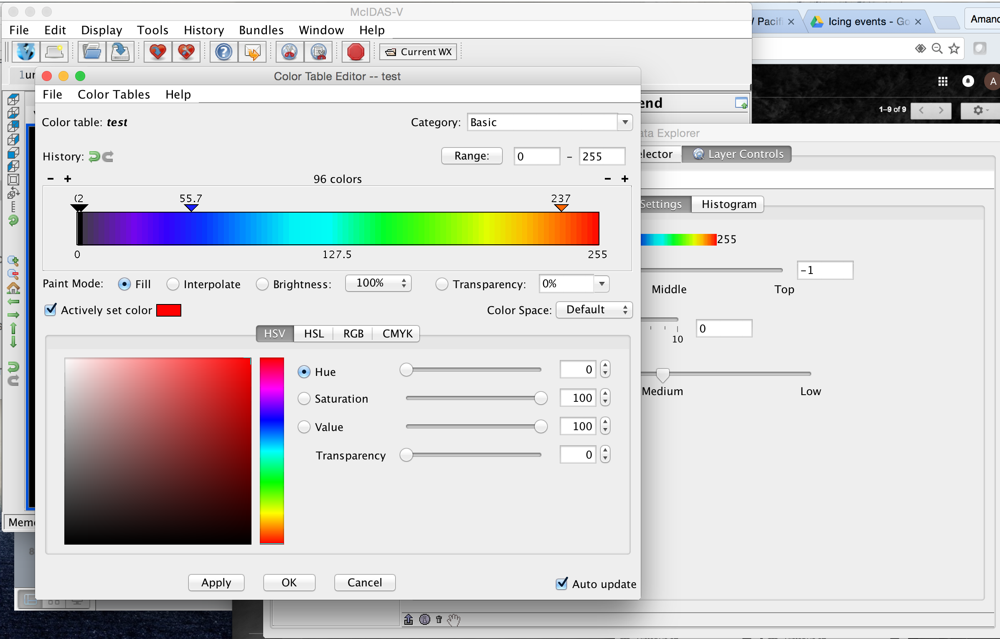 McIDAS-V
File Edit Display Tools History Bundles Window Help
Pacifi
Icing events - Go
Amand
Current WX
1ur
Color Table Editor -- test
File Color Tables Help
end
A
1–9 of 9
Color table: test
Category: Basic
ata Explorer
History:
Range: 0 - 255
elector
Layer Controls
- +
96 colors
- +
(2 55.7 237
Settings
Histogram
0 127.5 255
255
Paint Mode: Fill Interpolate Brightness: 100% Transparency: 0%
-1
Middle Top
Actively set color
Color Space: Default
HSV HSL RGB CMYK
0
10
Hue 0
Saturation 100
Medium Low
Value 100
Transparency 0
Mem
8
Apply OK Cancel
Auto update